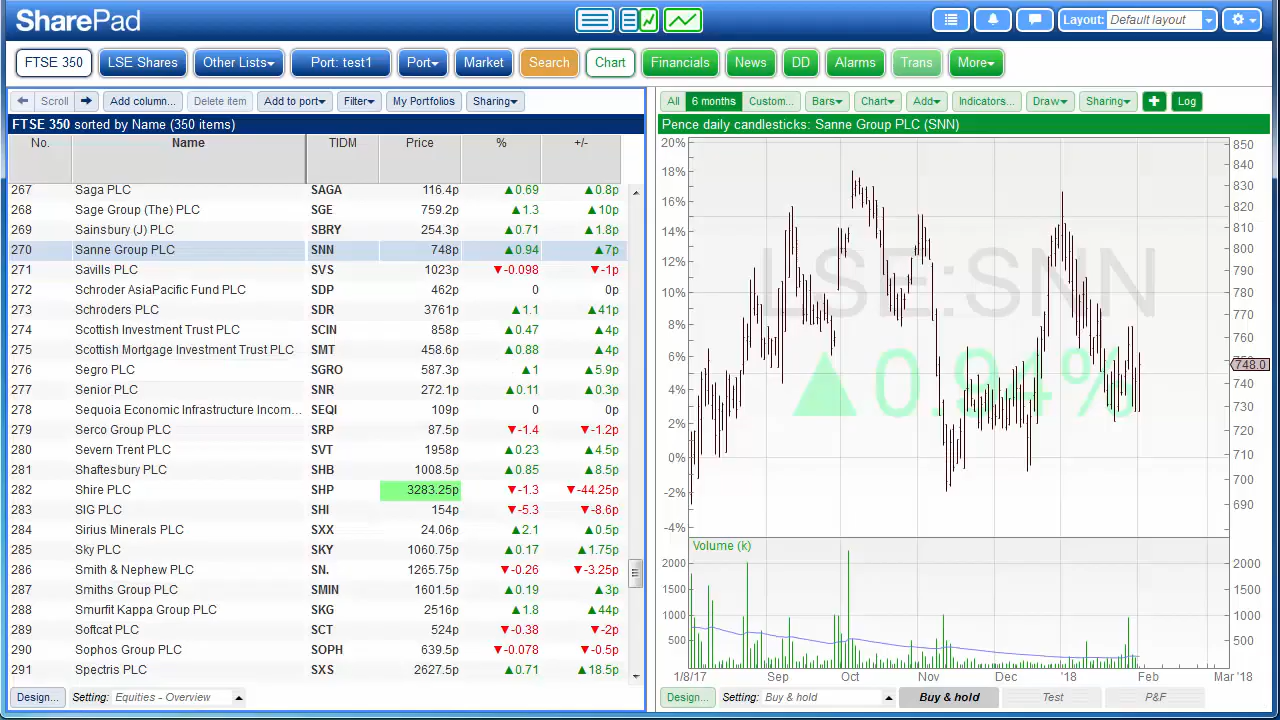 SharePad
Layout: Default layout
FTSE 350 LSE Shares Other Lists Port: test1 Port Market Search Chart Financials News DD Alarms Trans More
Scroll Add column... Delete item Add to port Filter My Portfolios Sharing
All 6 months Custom... Bars Chart Add Indicators... Draw Sharing + Log
FTSE 350 sorted by Name (350 items)
Pence daily candlesticks: Sanne Group PLC (SNN)
No. Name TIDM Price % +/-
267 Saga PLC SAGA 116.4p ▲0.69 ▲0.8p
268 Sage Group (The) PLC SGE 759.2p ▲1.3 ▲10p
269 Sainsbury (J) PLC SBRY 254.3p ▲0.71 ▲1.8p
270 Sanne Group PLC SNN 748p ▲0.94 ▲7p
271 Savills PLC SVS 1023p ▼-0.098 ▼-1p
272 Schroder AsiaPacific Fund PLC SDP 462p 0 0p
273 Schroders PLC SDR 3761p ▲1.1 ▲41p
274 Scottish Investment Trust PLC SCIN 858p ▲0.47 ▲4p
275 Scottish Mortgage Investment Trust PLC SMT 458.6p ▲0.88 ▲4p
276 Segro PLC SGRO 587.3p ▲1 ▲5.9p
277 Senior PLC SNR 272.1p ▲0.11 ▲0.3p
278 Sequoia Economic Infrastructure Incom... SEQI 109p 0 0p
279 Serco Group PLC SRP 87.5p ▼-1.4 ▼-1.2p
280 Severn Trent PLC SVT 1958p ▲0.23 ▲4.5p
281 Shaftesbury PLC SHB 1008.5p ▲0.85 ▲8.5p
282 Shire PLC SHP 3283.25p ▼-1.3 ▼-44.25p
283 SIG PLC SHI 154p ▼-5.3 ▼-8.6p
284 Sirius Minerals PLC SXX 24.06p ▲2.1 ▲0.5p
285 Sky PLC SKY 1060.75p ▲0.17 ▲1.75p
286 Smith & Nephew PLC SN. 1265.75p ▼-0.26 ▼-3.25p
287 Smiths Group PLC SMIN 1601.5p ▲0.19 ▲3p
288 Smurfit Kappa Group PLC SKG 2516p ▲1.8 ▲44p
289 Softcat PLC SCT 524p ▼-0.38 ▼-2p
290 Sophos Group PLC SOPH 639.5p ▼-0.078 ▼-0.5p
291 Spectris PLC SXS 2627.5p ▲0.71 ▲18.5p
Design... Setting: Equities - Overview
20%
18%
16%
14%
12%
10%
8%
6%
4%
2%
0%
-2%
-4%
LSE:SNN
▲0.94%
850
840
830
820
810
800
790
780
770
760
748.0
740
730
720
710
700
690
Volume (k)
2000 2000
1500 1500
1000 1000
500 500
1/8/17 Sep Oct Nov Dec '18 Feb Mar '18
Design... Setting: Buy & hold Buy & hold Test P&F